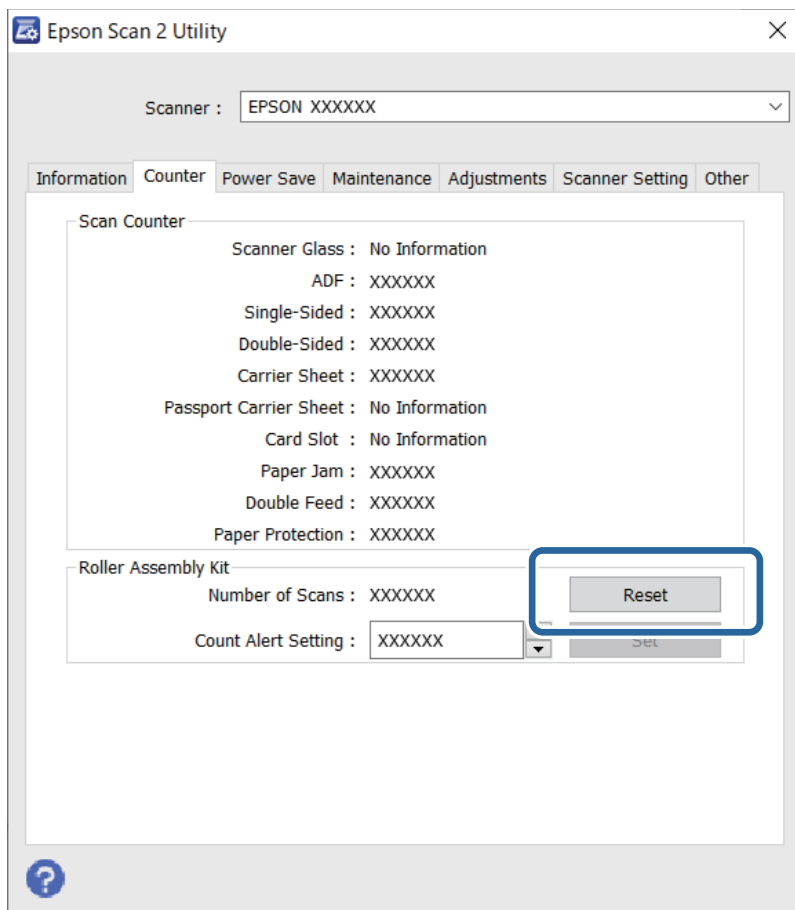 Epson Scan 2 Utility
Scanner : EPSON XXXXXX
Information Counter Power Save Maintenance Adjustments Scanner Setting Other
Scan Counter
Scanner Glass : No Information
ADF : XXXXXX
Single-Sided : XXXXXX
Double-Sided : XXXXXX
Carrier Sheet : XXXXXX
Passport Carrier Sheet : No Information
Card Slot : No Information
Paper Jam : XXXXXX
Double Feed : XXXXXX
Paper Protection : XXXXXX
Roller Assembly Kit
Number of Scans : XXXXXX Reset
Count Alert Setting : XXXXXX Set
?